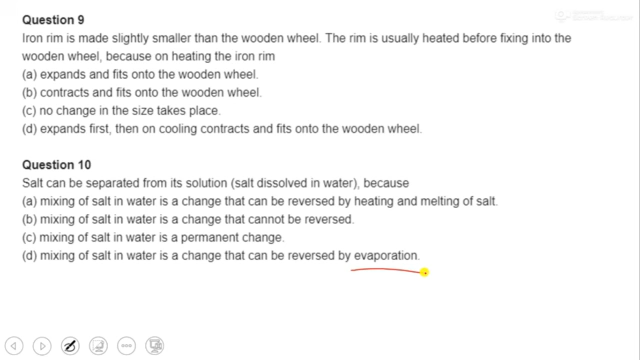 Question 9
Iron rim is made slightly smaller than the wooden wheel. The rim is usually heated before fixing into the
wooden wheel, because on heating the iron rim
(a) expands and fits onto the wooden wheel.
(b) contracts and fits onto the wooden wheel.
(c) no change in the size takes place.
(d) expands first, then on cooling contracts and fits onto the wooden wheel.
Question 10
Salt can be separated from its solution (salt dissolved in water), because
(a) mixing of salt in water is a change that can be reversed by heating and melting of salt.
(b) mixing of salt in water is a change that cannot be reversed.
(c) mixing of salt in water is a permanent change.
(d) mixing of salt in water is a change that can be reversed by evaporation.